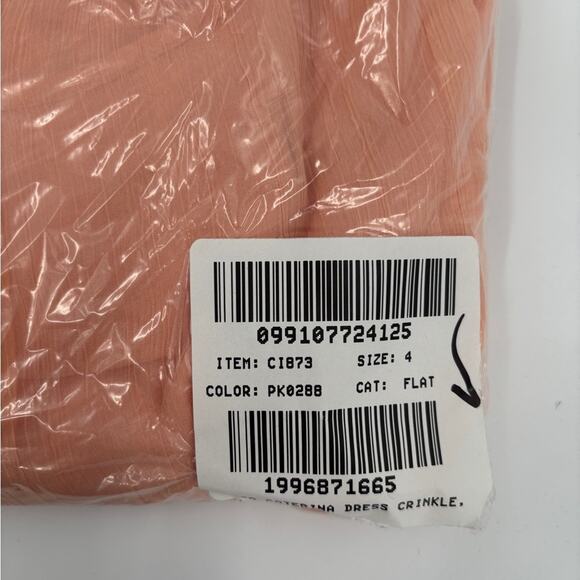 099107724125
ITEM: CI873 SIZE: 4
COLOR: PK0288 CAT: FLAT
1996871665
DRESS CRINKLE,